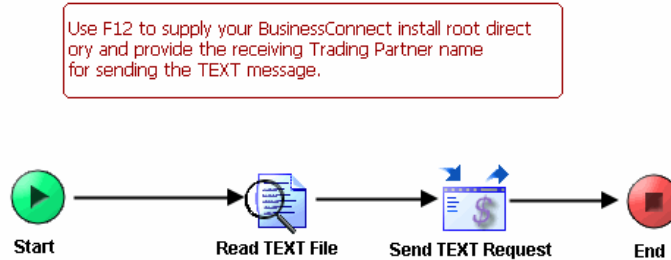 Use F12 to supply your BusinessConnect install root direct
ory and provide the receiving Trading Partner name
for sending the TEXT message.
Start
Read TEXT File
Send TEXT Request
End